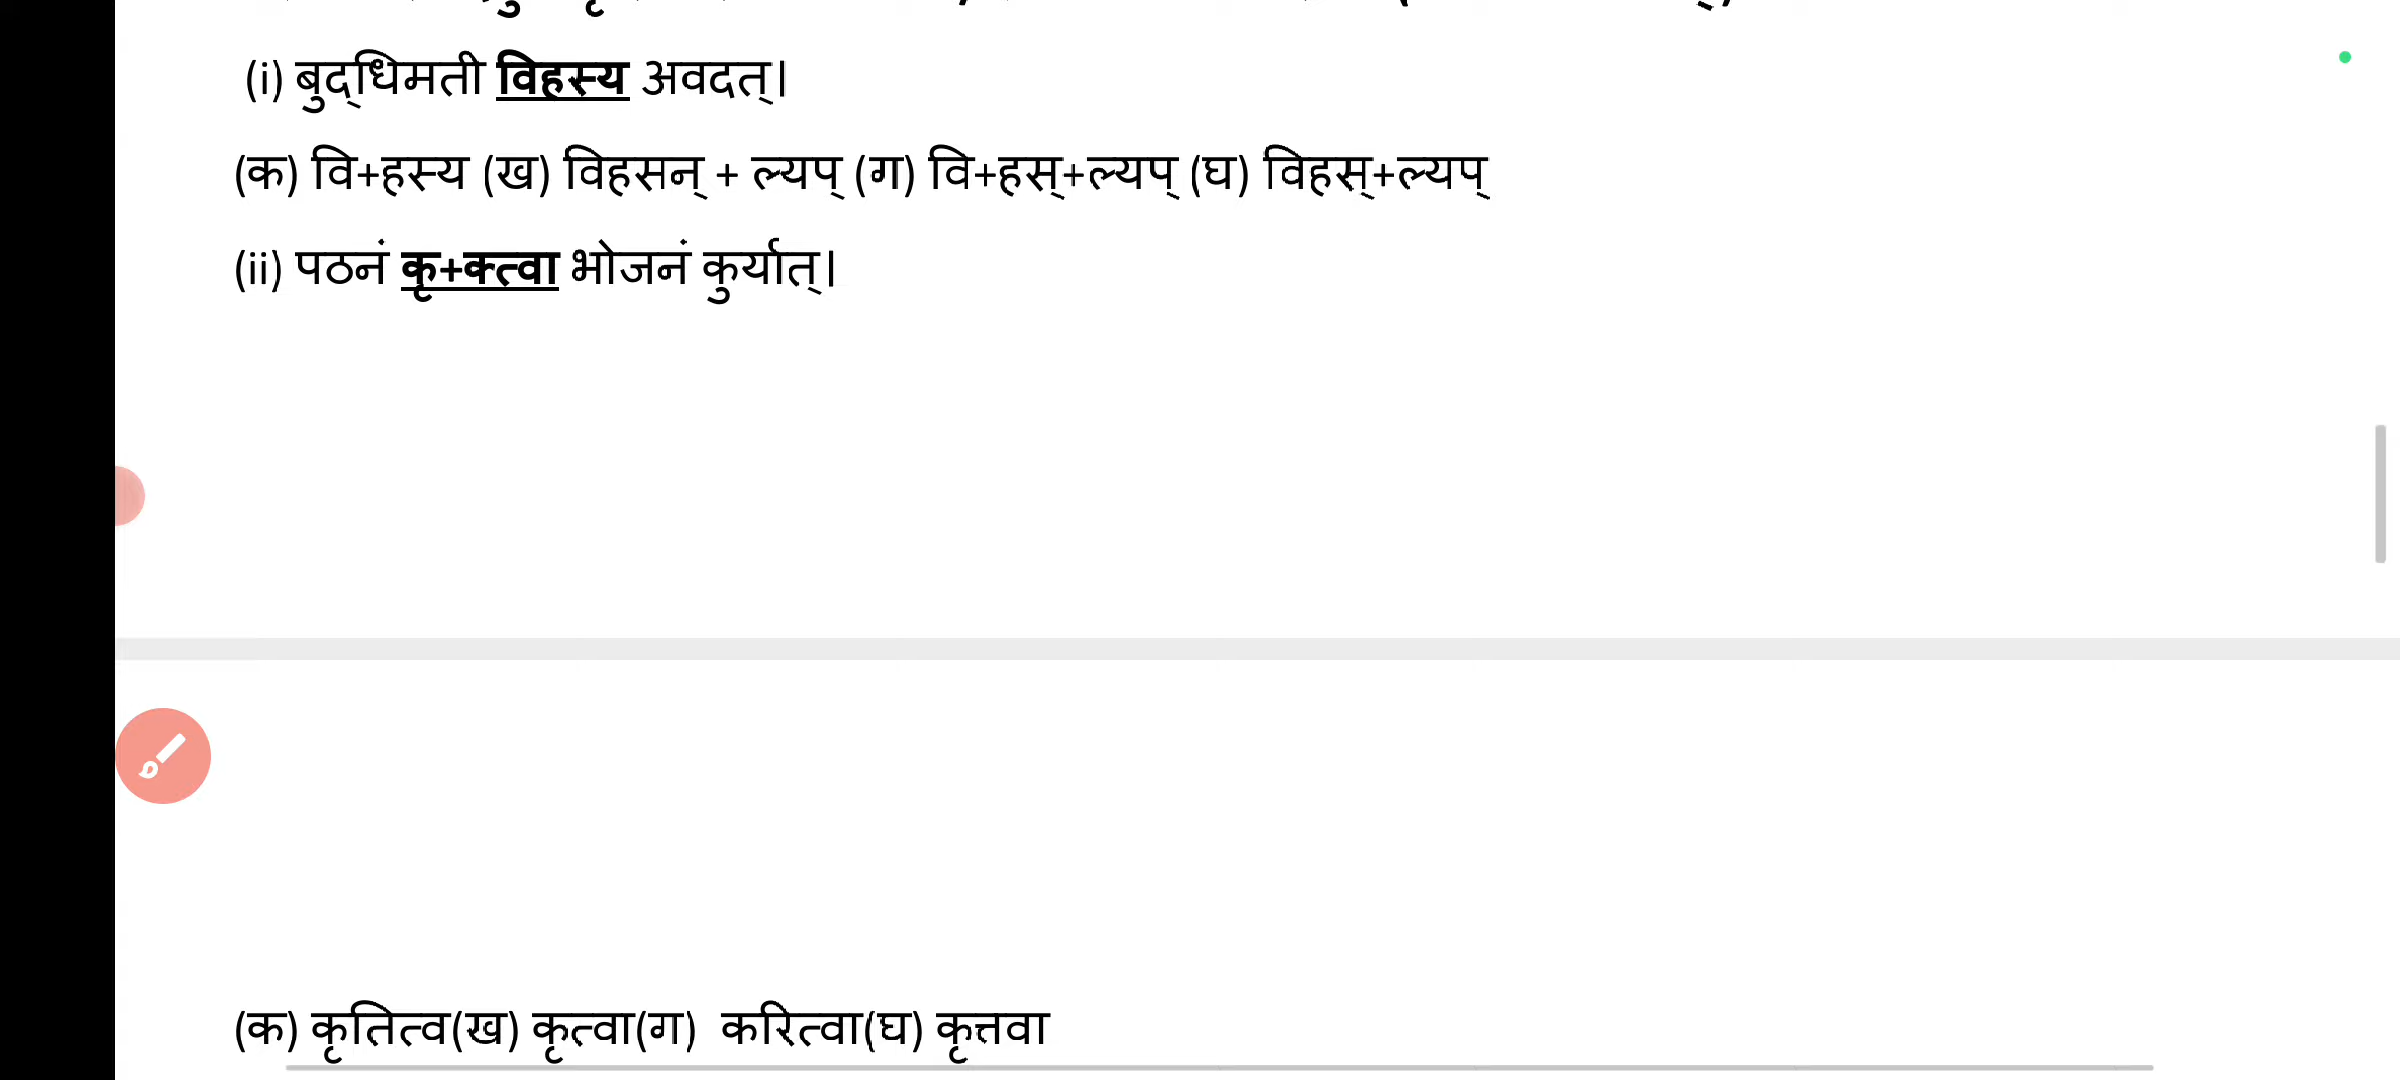 (i) बुद्धिमती विहस्य अवदत्।
(क) वि+हस्य (ख) विहसन् + ल्यप् (ग) वि+हस्+ल्यप् (घ) विहस्+ल्यप्
(ii) पठनं कृ+क्त्वा भोजनं कुर्यात्।
(क) कृतित्व(ख) कृत्वा(ग) करित्वा(घ) कृत्तवा